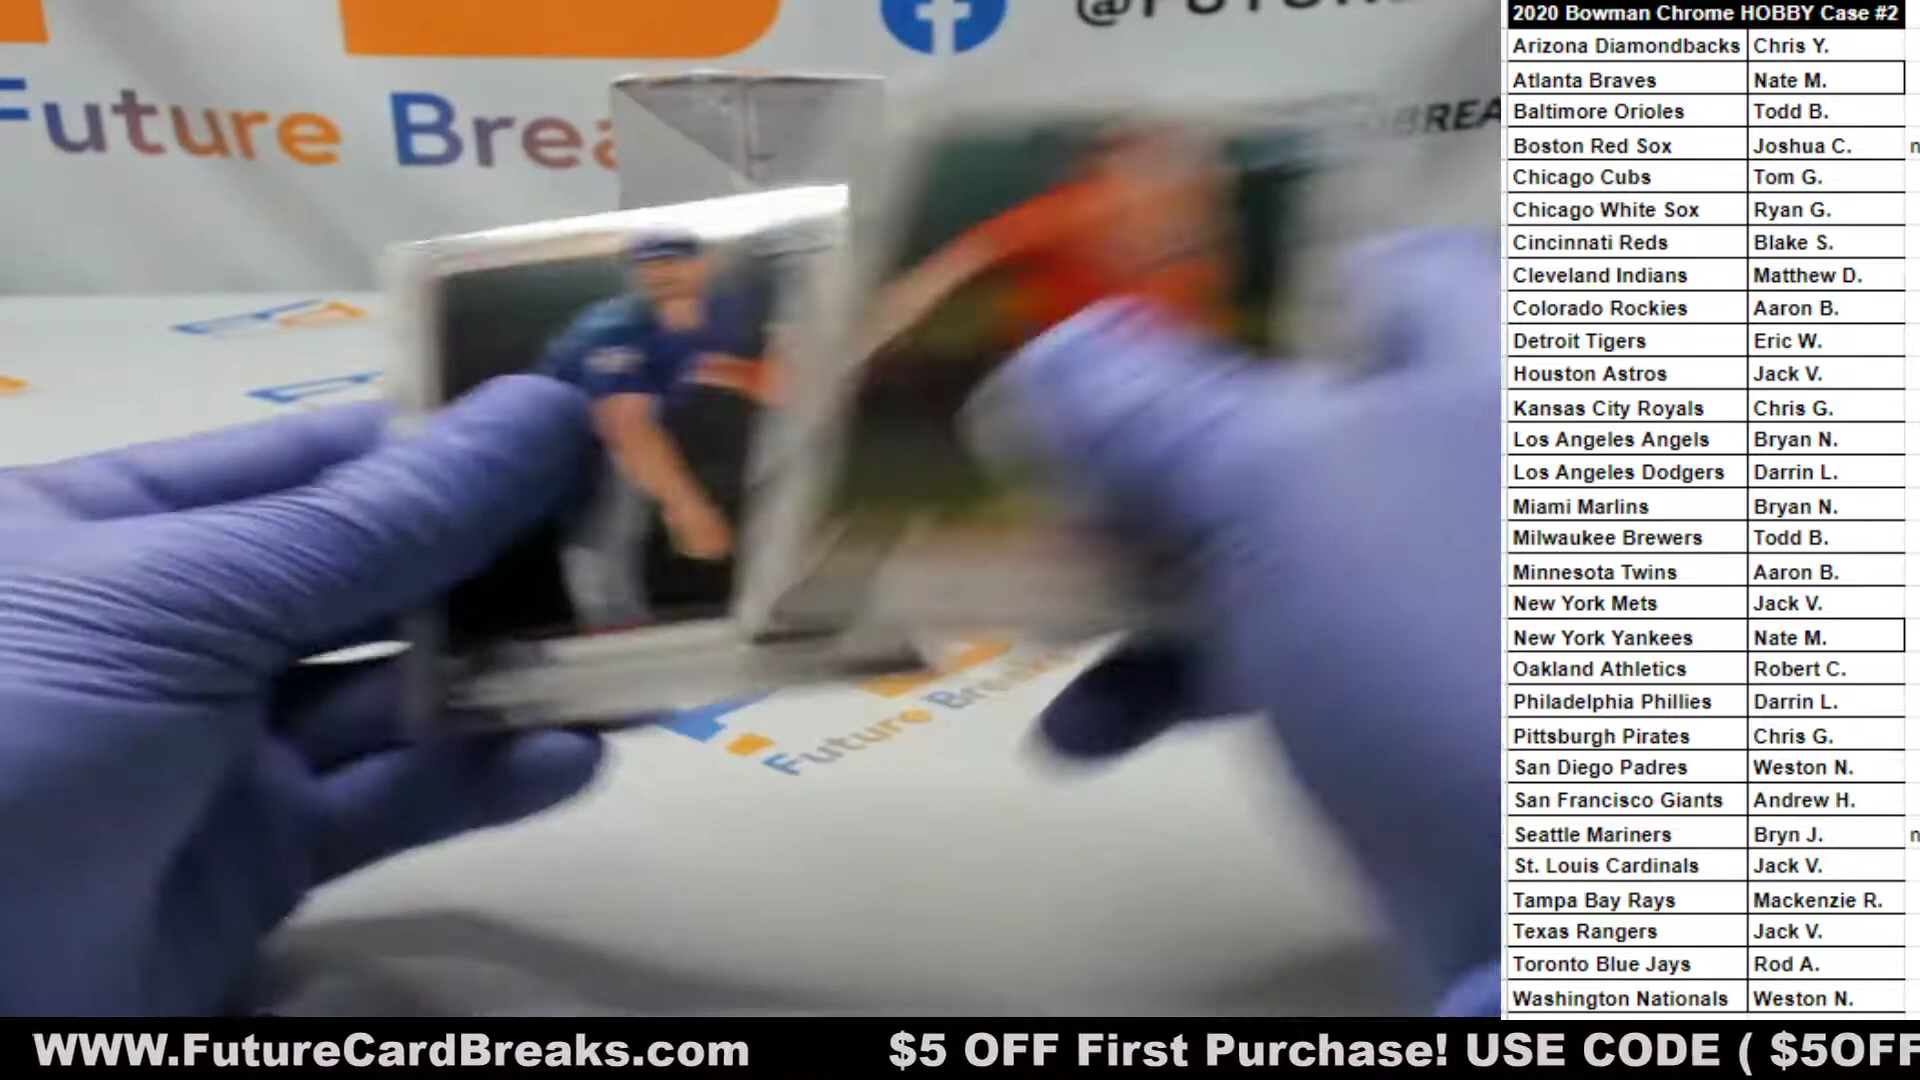 @FUTURE
Future Brea
BREA
Future Breaks
2020 Bowman Chrome HOBBY Case #2
Arizona Diamondbacks Chris Y.
Atlanta Braves Nate M.
Baltimore Orioles Todd B.
Boston Red Sox Joshua C. n
Chicago Cubs Tom G.
Chicago White Sox Ryan G.
Cincinnati Reds Blake S.
Cleveland Indians Matthew D.
Colorado Rockies Aaron B.
Detroit Tigers Eric W.
Houston Astros Jack V.
Kansas City Royals Chris G.
Los Angeles Angels Bryan N.
Los Angeles Dodgers Darrin L.
Miami Marlins Bryan N.
Milwaukee Brewers Todd B.
Minnesota Twins Aaron B.
New York Mets Jack V.
New York Yankees Nate M.
Oakland Athletics Robert C.
Philadelphia Phillies Darrin L.
Pittsburgh Pirates Chris G.
San Diego Padres Weston N.
San Francisco Giants Andrew H.
Seattle Mariners Bryn J. n
St. Louis Cardinals Jack V.
Tampa Bay Rays Mackenzie R.
Texas Rangers Jack V.
Toronto Blue Jays Rod A.
Washington Nationals Weston N.
WWW.FutureCardBreaks.com $5 OFF First Purchase! USE CODE ( $5OFF